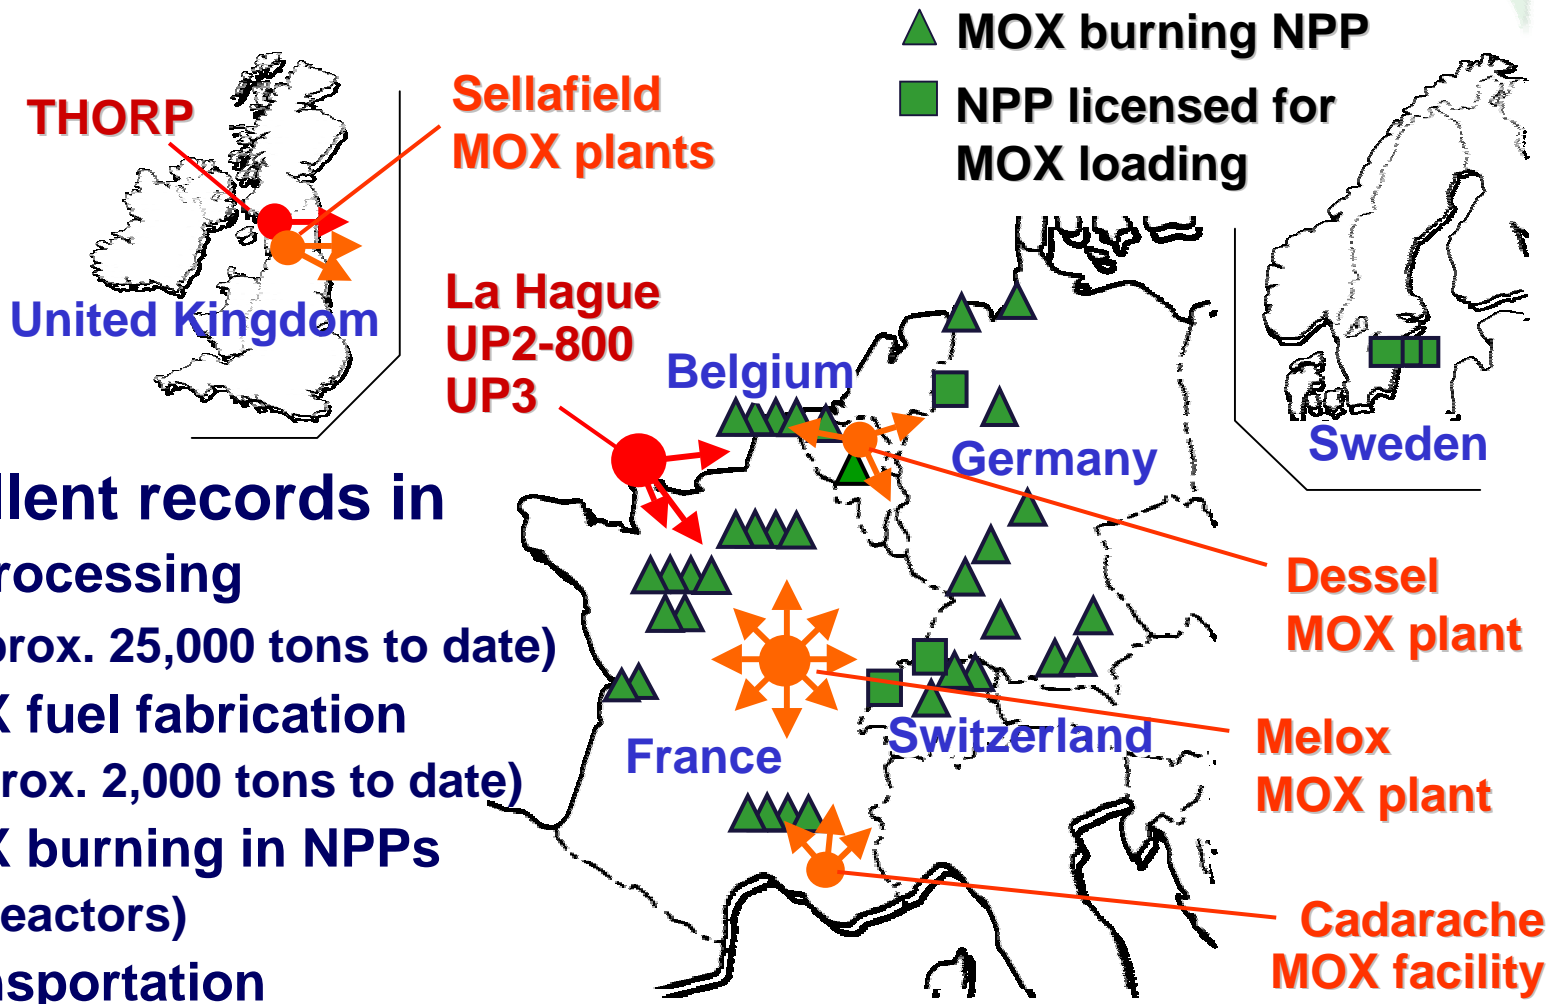 MOX burning NPP
NPP licensed for
MOX loading
THORP
Sellafield
MOX plants
United Kingdom
La Hague
UP2-800
UP3
Belgium
Germany
Sweden
France
Switzerland
Dessel
MOX plant
Melox
MOX plant
Cadarache
MOX facility
llent records in
rocessing
prox. 25,000 tons to date)
X fuel fabrication
rox. 2,000 tons to date)
X burning in NPPs
eactors)
nsportation